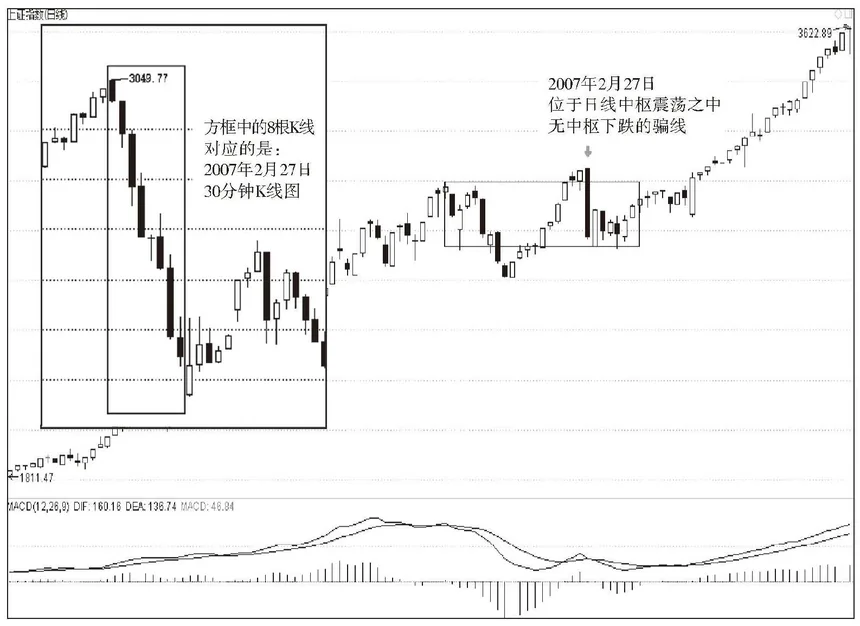 上证指数(日线)
3622.89
3049.77
方框中的8根K线
对应的是：
2007年2月27日
30分钟K线图
2007年2月27日
位于日线中枢震荡之中
无中枢下跌的骗线
1811.47
MACD(12,26,9) DIF: 160.16 DEA: 136.74 MACD: 46.84